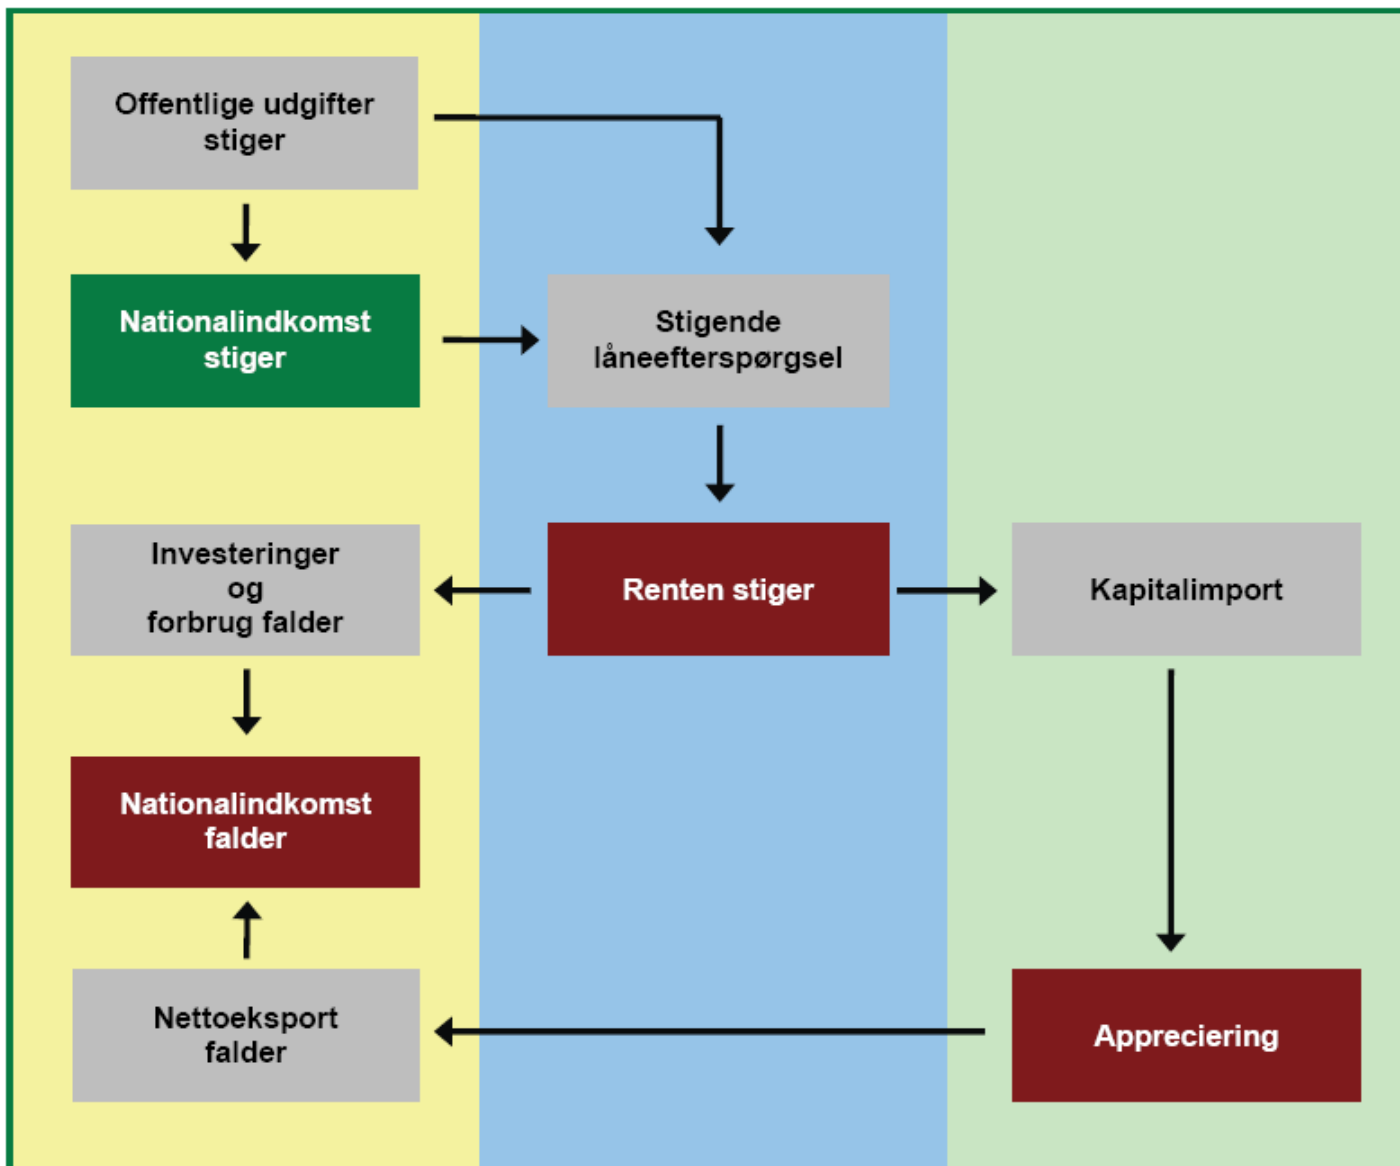 Offentlige udgifter
stiger
Nationalindkomst
stiger
Stigende
låneefterspørgsel
Investeringer
og
forbrug falder
Renten stiger
Kapitalimport
Nationalindkomst
falder
Nettoeksport
falder
Appreciering